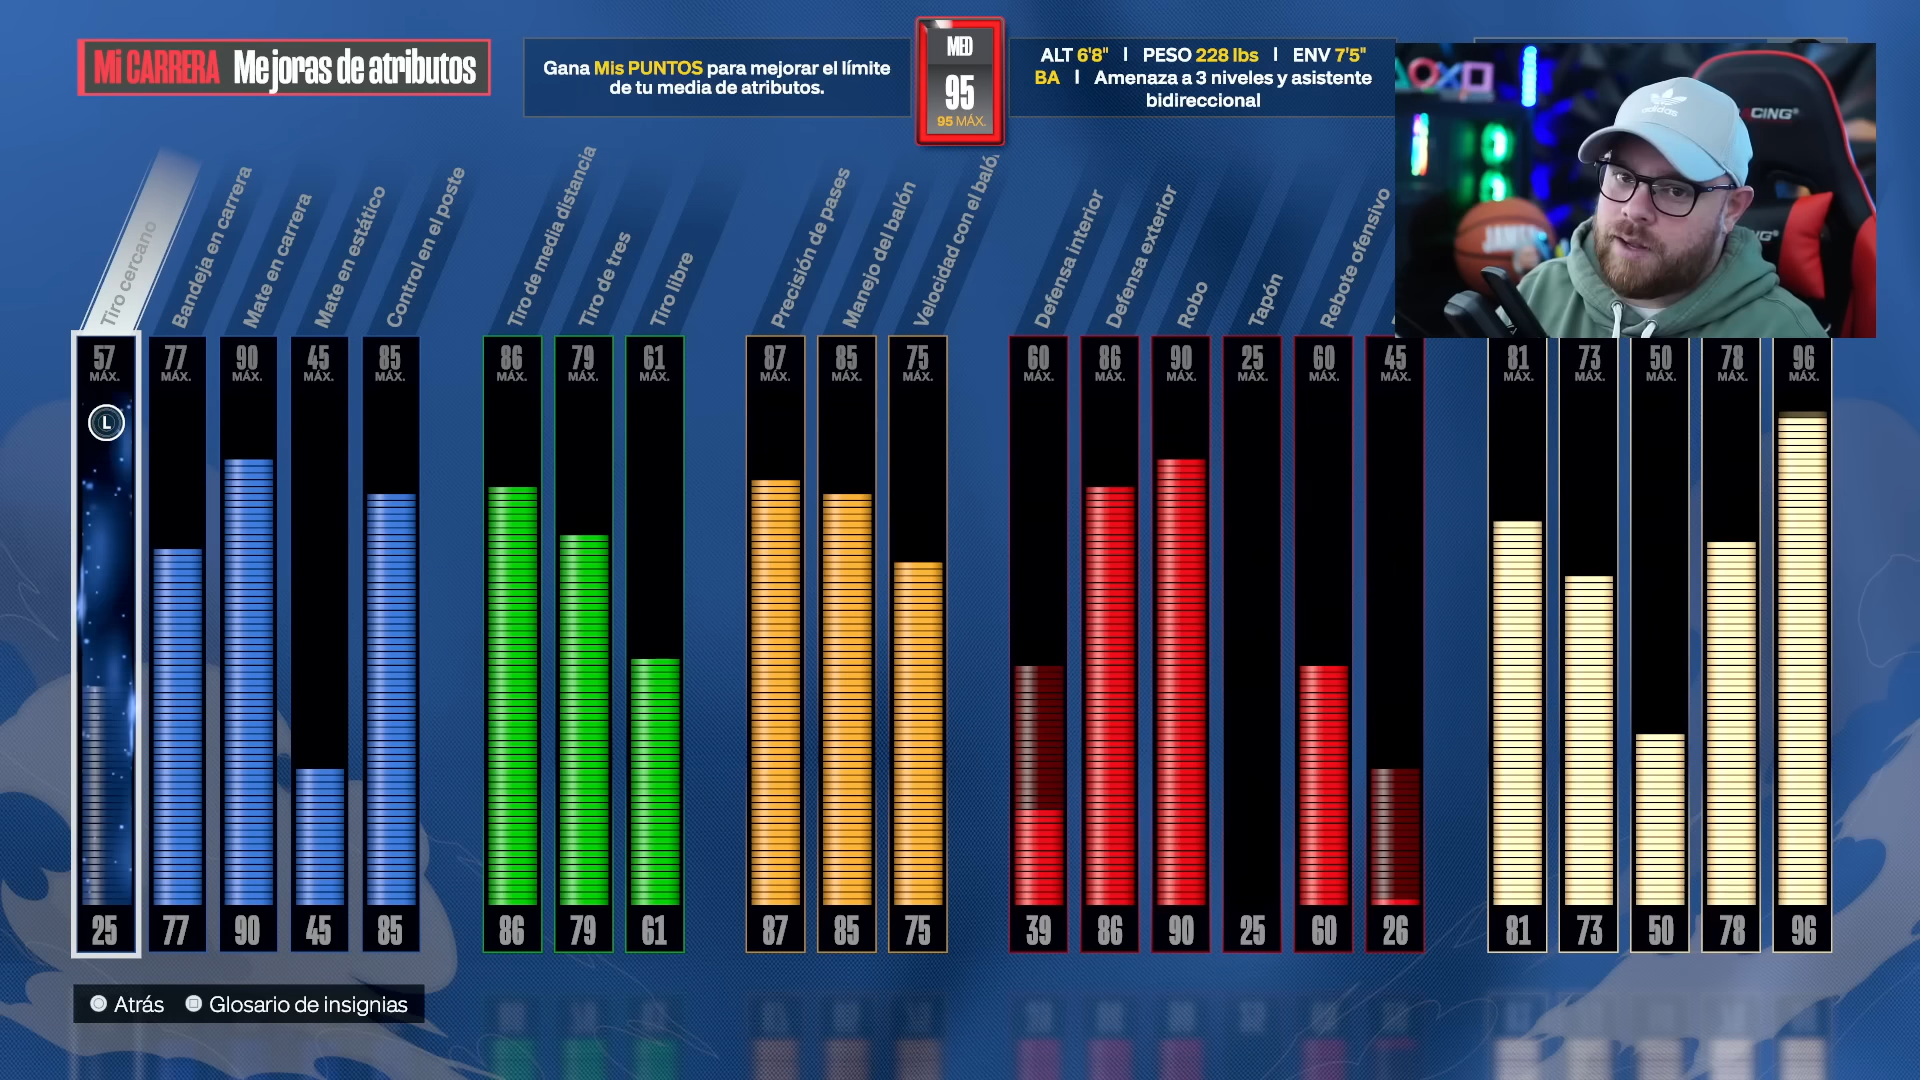 Mi CARRERA Mejoras de atributos
Gana Mis PUNTOS para mejorar el límite
de tu media de atributos.
MED
95
95 MÁX.
ALT 6'8" | PESO 228 lbs | ENV 7'5"
BA | Amenaza a 3 niveles y asistente
bidireccional
Tiro cercano
Bandeja en carrera
Mate en carrera
Mate en estático
Control en el poste
Tiro de media distancia
Tiro de tres
Tiro libre
Precisión de pases
Manejo del balón
Velocidad con el balón
Defensa interior
Defensa exterior
Robo
Tapón
Rebote ofensivo
adidas
57 77 90 45 85 86 79 61 87 85 75 60 86 90 25 60 45 81 73 50 78 96
MÁX. MÁX. MÁX. MÁX. MÁX. MÁX. MÁX. MÁX. MÁX. MÁX. MÁX. MÁX. MÁX. MÁX. MÁX. MÁX. MÁX. MÁX. MÁX. MÁX. MÁX. MÁX.
L
25 77 90 45 85 86 79 61 87 85 75 39 86 90 25 60 26 81 73 50 78 96
Atrás Glosario de insignias